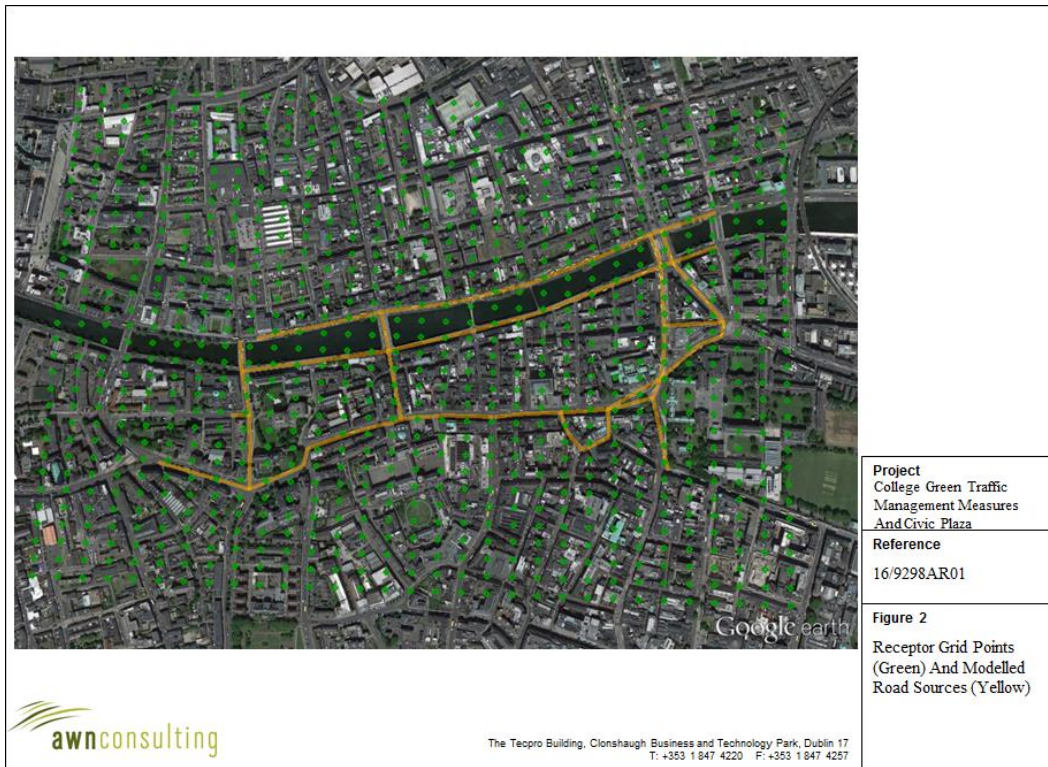 Google earth
Project
College Green Traffic
Management Measures
And Civic Plaza
Reference
16/9298AR01
Figure 2
Receptor Grid Points
(Green) And Modelled
Road Sources (Yellow)
awnconsulting
The Tecpro Building, Clonshaugh Business and Technology Park, Dublin 17
T: +353 1 847 4220 F: +353 1 847 4257